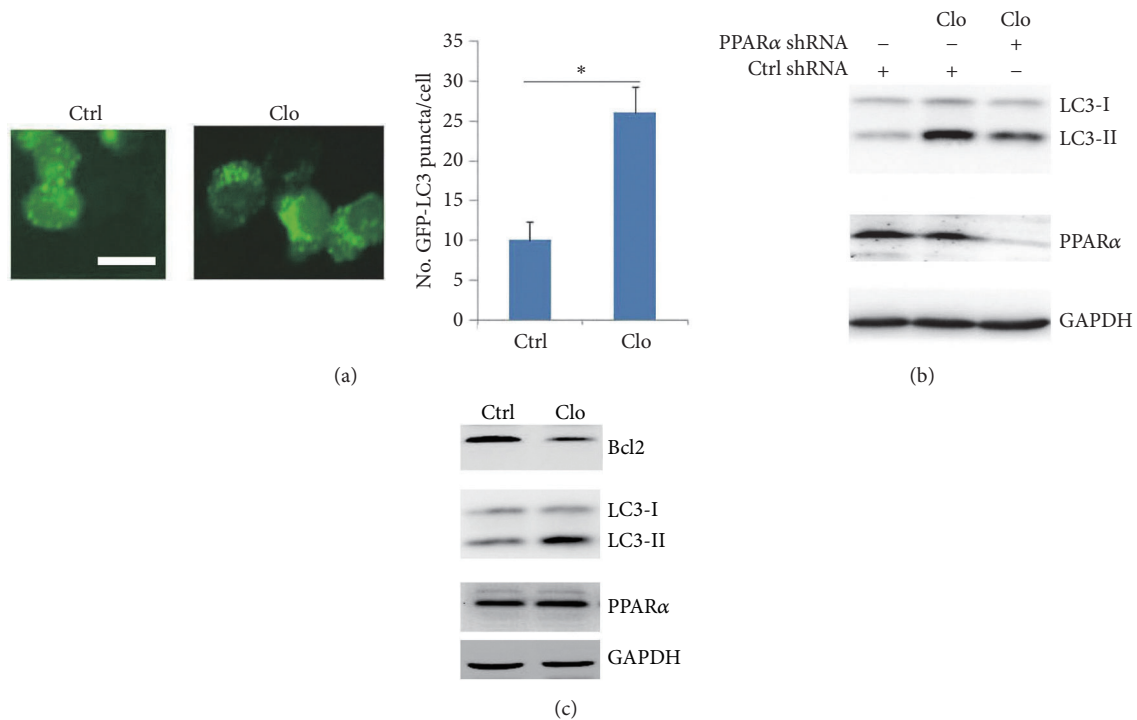 Ctrl
Clo
No. GFP-LC3 puncta/cell
35
30
25
20
15
10
5
0
*
Ctrl
Clo
(a)
Clo Clo
PPARα shRNA − − +
Ctrl shRNA + + −
LC3-I
LC3-II
PPARα
GAPDH
(b)
Ctrl Clo
Bcl2
LC3-I
LC3-II
PPARα
GAPDH
(c)